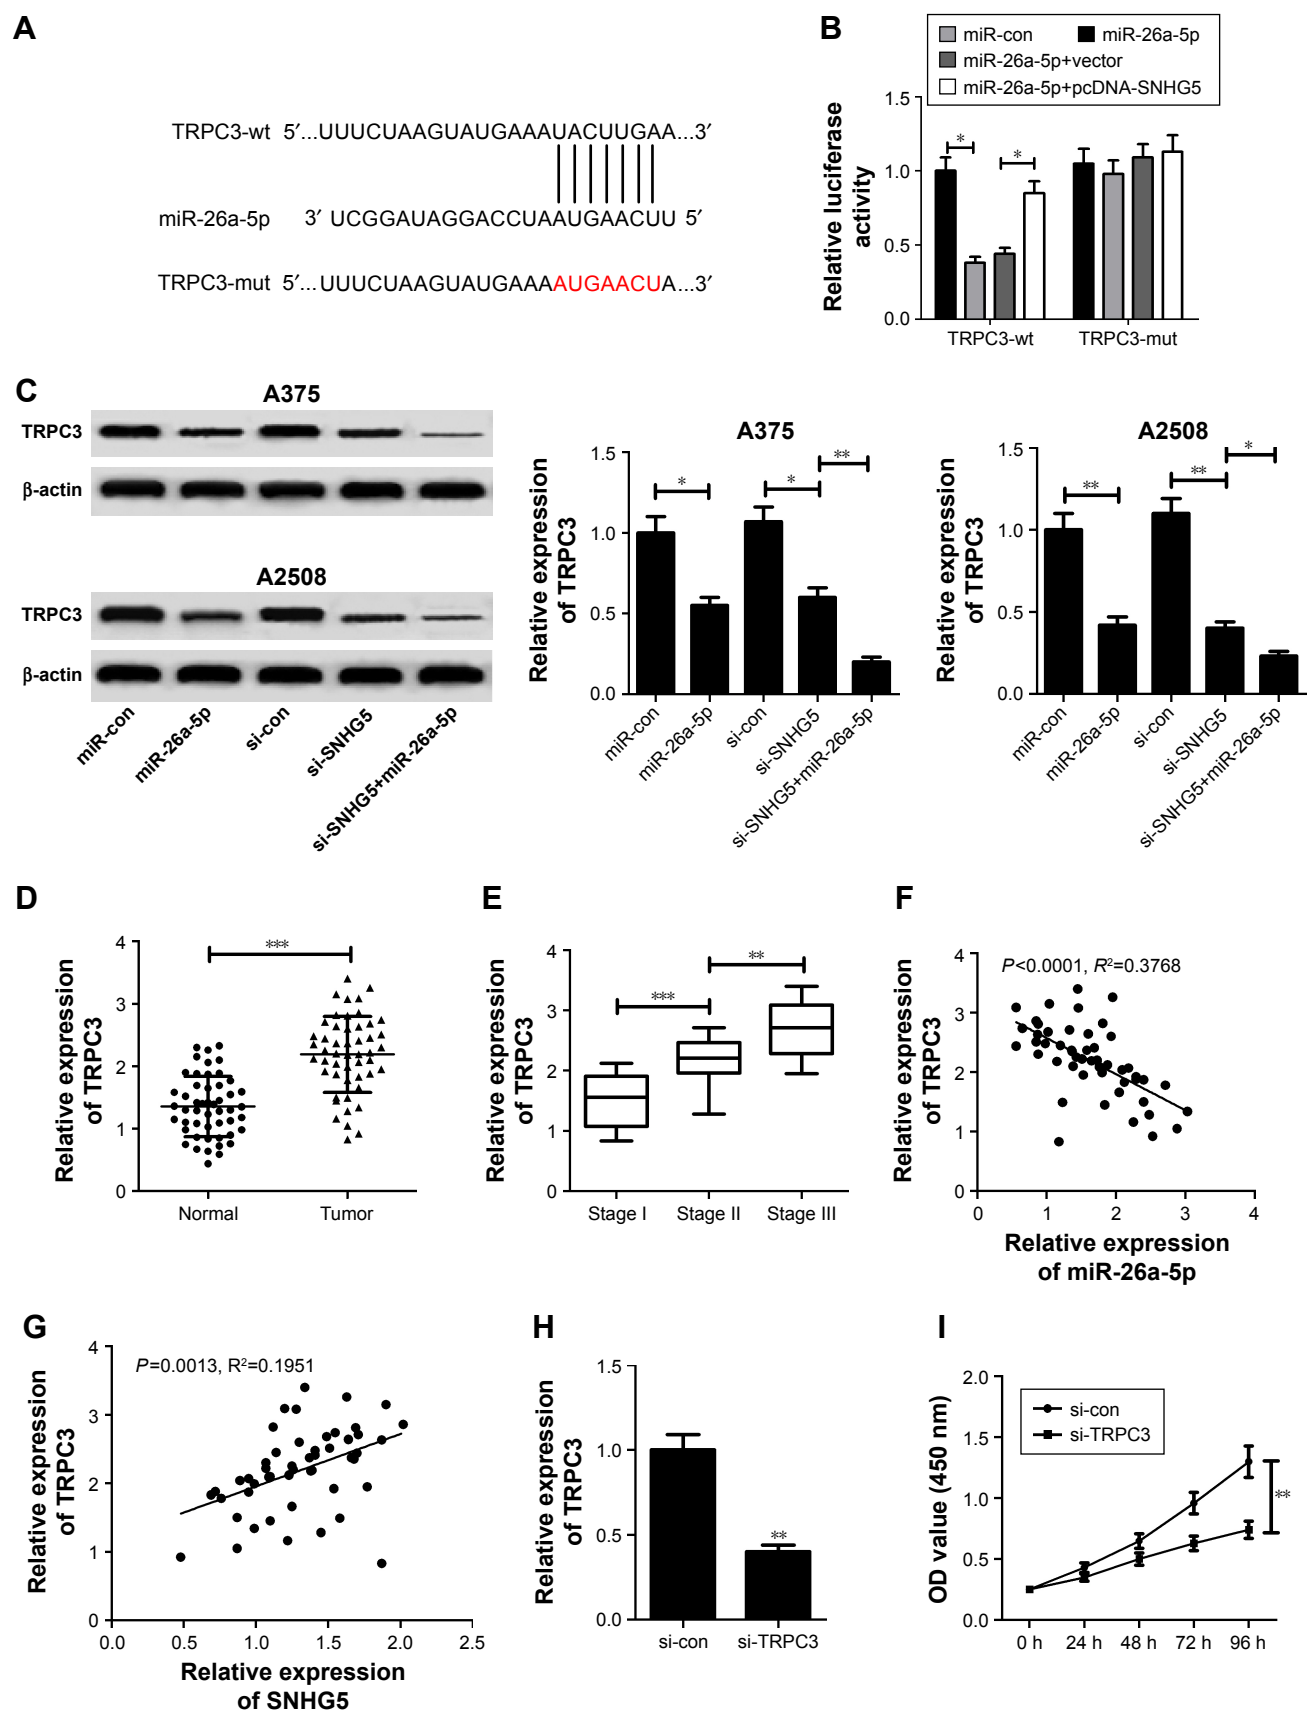 A
TRPC3-wt 5′...UUUCUAAGUAUGAAAUACUUGAA...3′
miR-26a-5p 3′ UCGGAUAGGACCUAAUGAACUU 5′
TRPC3-mut 5′...UUUCUAAGUAUGAAAAUGAACUA...3′
B
miR-con miR-26a-5p
miR-26a-5p+vector
miR-26a-5p+pcDNA-SNHG5
Relative luciferase
activity
1.5
1.0
0.5
0.0
*
*
TRPC3-wt TRPC3-mut
C
A375
TRPC3
β-actin
A2508
TRPC3
β-actin
miR-con
miR-26a-5p
si-con
si-SNHG5
si-SNHG5+miR-26a-5p
A375
Relative expression
of TRPC3
1.5
1.0
0.5
0.0
*
*
**
miR-con
miR-26a-5p
si-con
si-SNHG5
si-SNHG5+miR-26a-5p
A2508
Relative expression
of TRPC3
1.5
1.0
0.5
0.0
**
**
*
miR-con
miR-26a-5p
si-con
si-SNHG5
si-SNHG5+miR-26a-5p
D
Relative expression
of TRPC3
4
3
2
1
0
***
Normal Tumor
E
Relative expression
of TRPC3
4
3
2
1
0
***
**
Stage I Stage II Stage III
F
Relative expression
of TRPC3
4
3
2
1
0
P<0.0001, R²=0.3768
0 1 2 3 4
Relative expression
of miR-26a-5p
G
Relative expression
of TRPC3
4
3
2
1
0
P=0.0013, R²=0.1951
0.0 0.5 1.0 1.5 2.0 2.5
Relative expression
of SNHG5
H
Relative expression
of TRPC3
1.5
1.0
0.5
0.0
**
si-con si-TRPC3
I
OD value (450 nm)
2.0
1.5
1.0
0.5
0.0
si-con
si-TRPC3
**
0 h 24 h 48 h 72 h 96 h